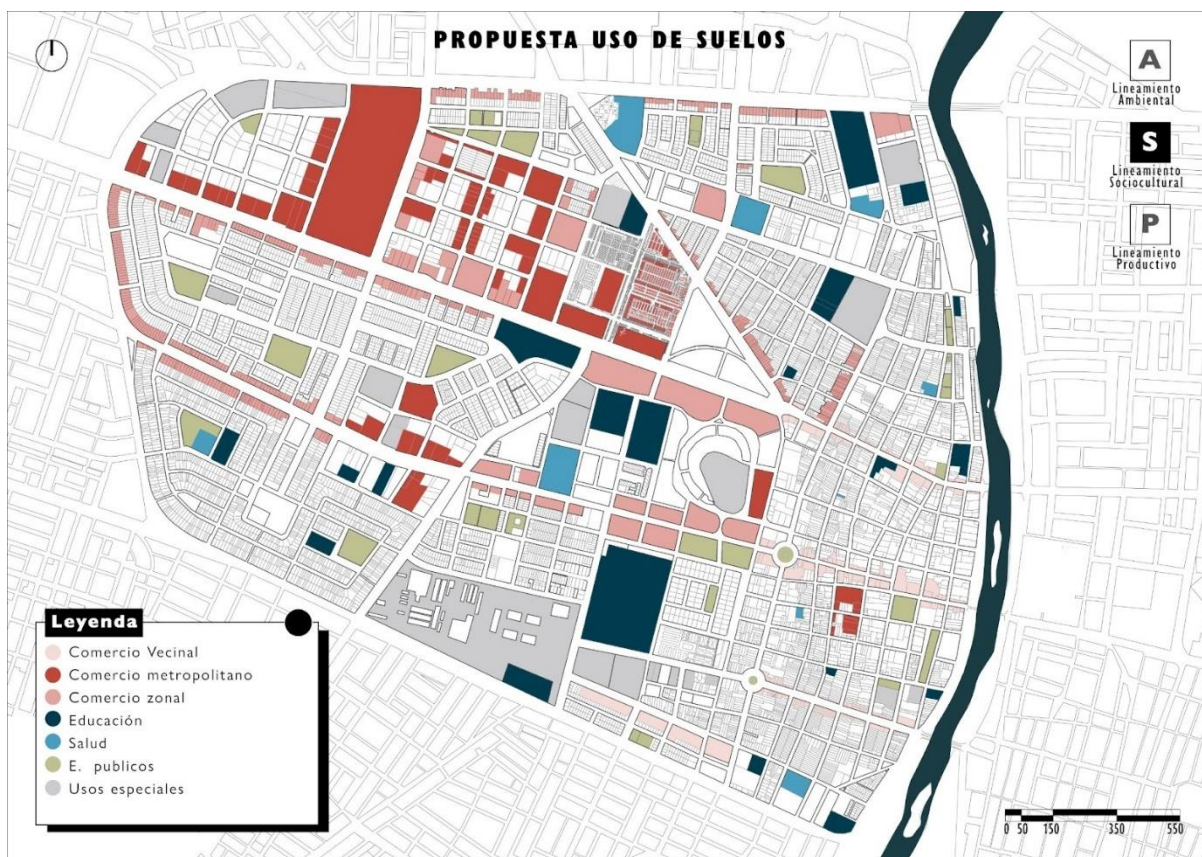 PROPUESTA USO DE SUELOS
A
Lineamiento
Ambiental
S
Lineamiento
Sociocultural
P
Lineamiento
Productivo
Leyenda
Comercio Vecinal
Comercio metropolitano
Comercio zonal
Educación
Salud
E. publicos
Usos especiales
0 50 150 350 550